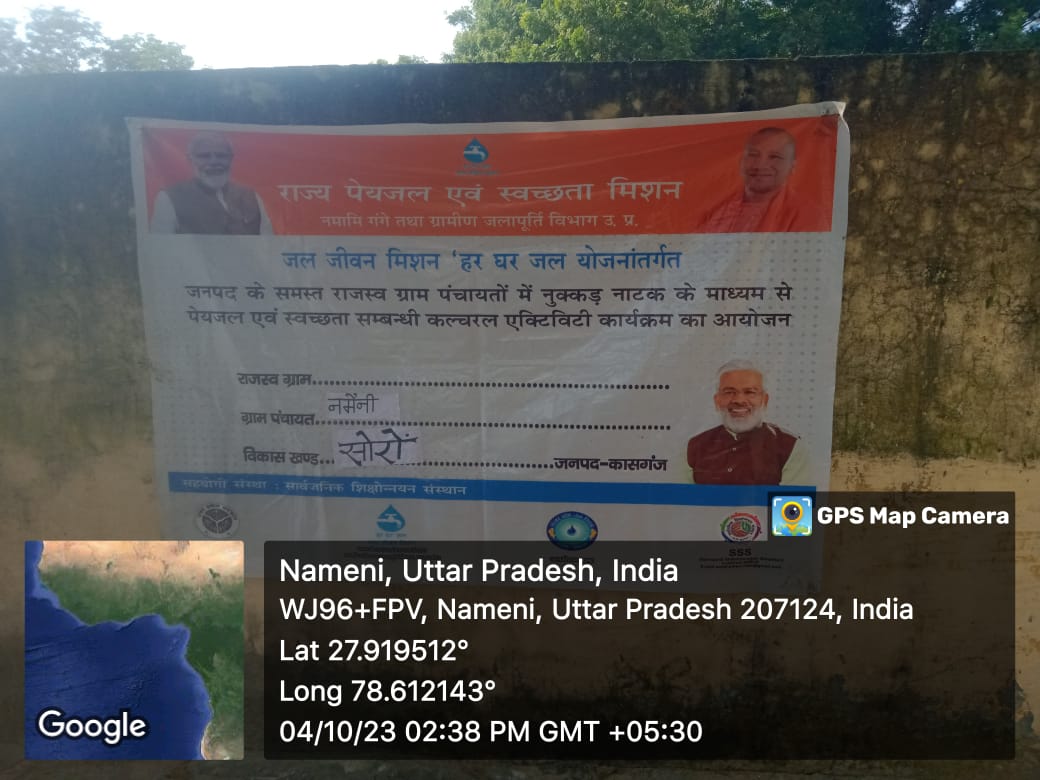 राज्य पेयजल एवं स्वच्छता मिशन
नमामि गंगे तथा ग्रामीण जलापूर्ति विभाग उ. प्र.
जल जीवन मिशन 'हर घर जल योजनांतर्गत
जनपद के समस्त राजस्व ग्राम पंचायतों में नुक्कड़ नाटक के माध्यम से
पेयजल एवं स्वच्छता सम्बन्धी कल्चरल एक्टिविटी कार्यक्रम का आयोजन
राजस्व ग्राम............................................................
ग्राम पंचायत. नमैनी ............................................................
विकास खण्ड... सोरों ..............................जनपद-कासगंज
सहयोगी संस्था : सार्वजनिक शिक्षोन्नयन संस्थान
SSS
GPS Map Camera
Nameni, Uttar Pradesh, India
WJ96+FPV, Nameni, Uttar Pradesh 207124, India
Lat 27.919512°
Long 78.612143°
04/10/23 02:38 PM GMT +05:30
Google